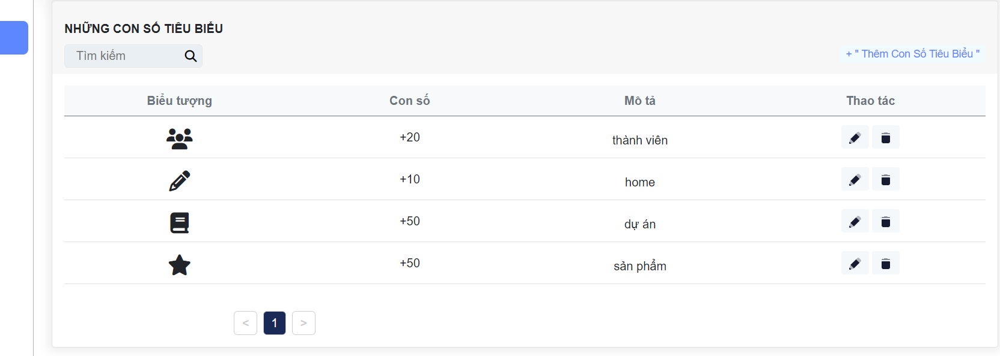 NHỮNG CON SỐ TIÊU BIỂU
Tìm kiếm
+ " Thêm Con Số Tiêu Biểu "
Biểu tượng Con số Mô tả Thao tác
+20 thành viên
+10 home
+50 dự án
+50 sản phẩm
< 1 >